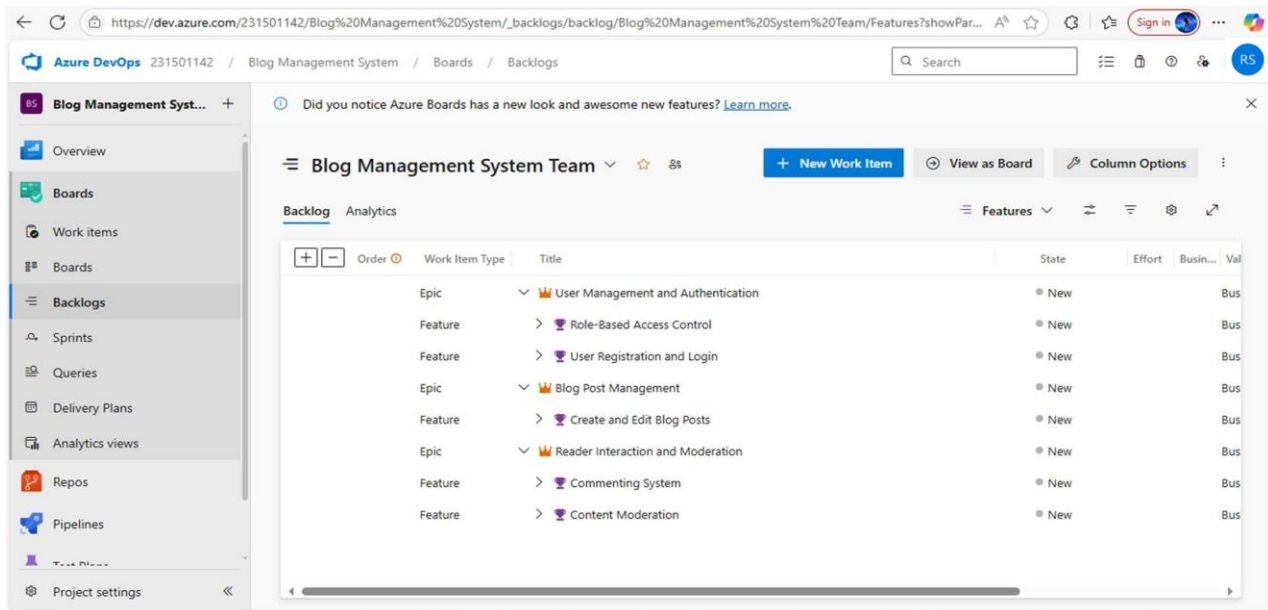 https://dev.azure.com/231501142/Blog%20Management%20System/_backlogs/backlog/Blog%20Management%20System%20Team/Features?showPar... Sign in
Azure DevOps 231501142 / Blog Management System / Boards / Backlogs Search RS
BS Blog Management Syst... +
Did you notice Azure Boards has a new look and awesome new features? Learn more.
Overview
Boards
Work items
Boards
Backlogs
Sprints
Queries
Delivery Plans
Analytics views
Repos
Pipelines
Test Plans
Project settings
Blog Management System Team + New Work Item View as Board Column Options
Backlog Analytics Features
Order Work Item Type Title State Effort Busin... Val
Epic User Management and Authentication New Bus
Feature Role-Based Access Control New Bus
Feature User Registration and Login New Bus
Epic Blog Post Management New Bus
Feature Create and Edit Blog Posts New Bus
Epic Reader Interaction and Moderation New Bus
Feature Commenting System New Bus
Feature Content Moderation New Bus